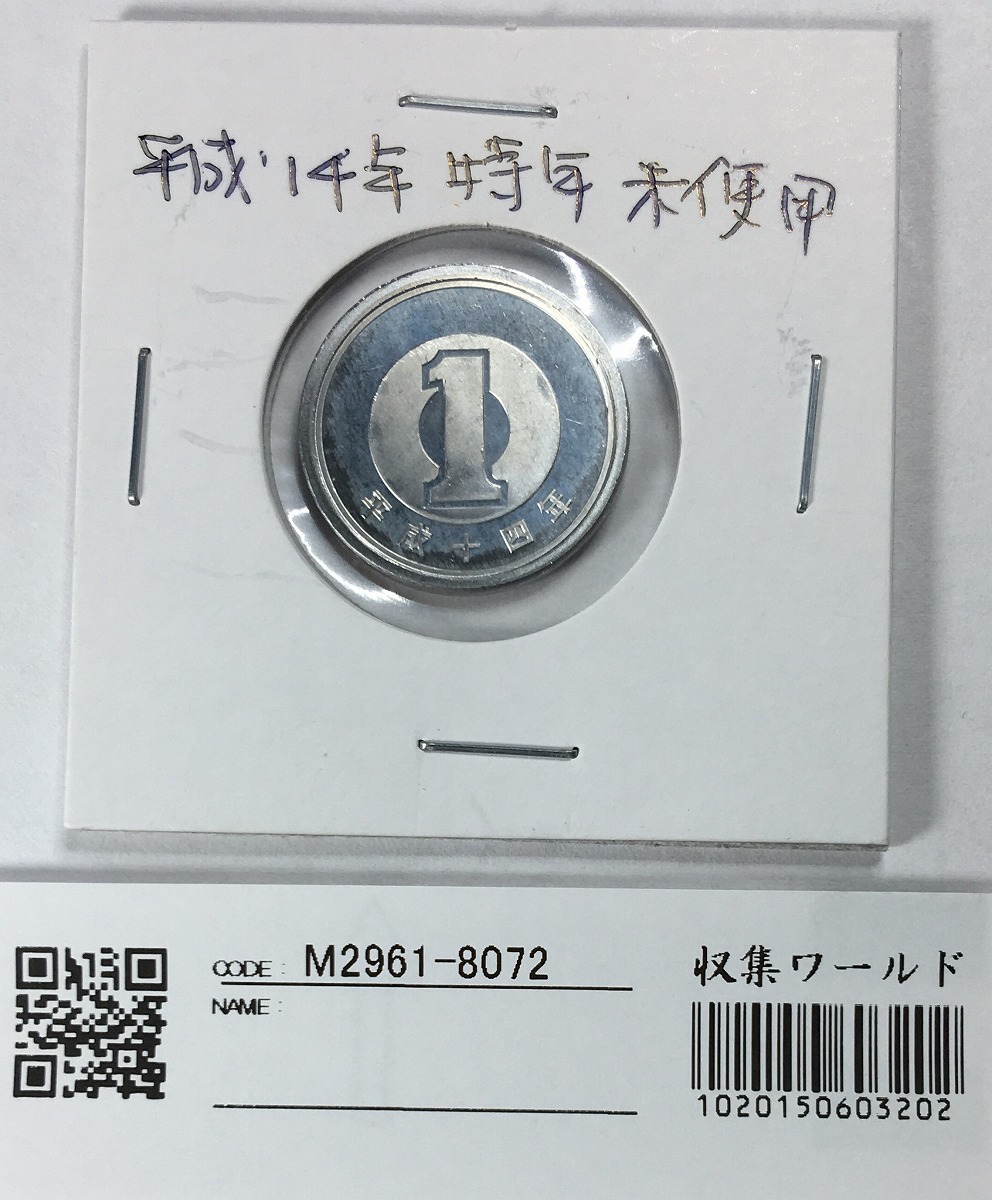 平成14年 特年 未使用
1
平成十四年
CODE: M2961-8072
NAME:
収集ワールド
1020150603202